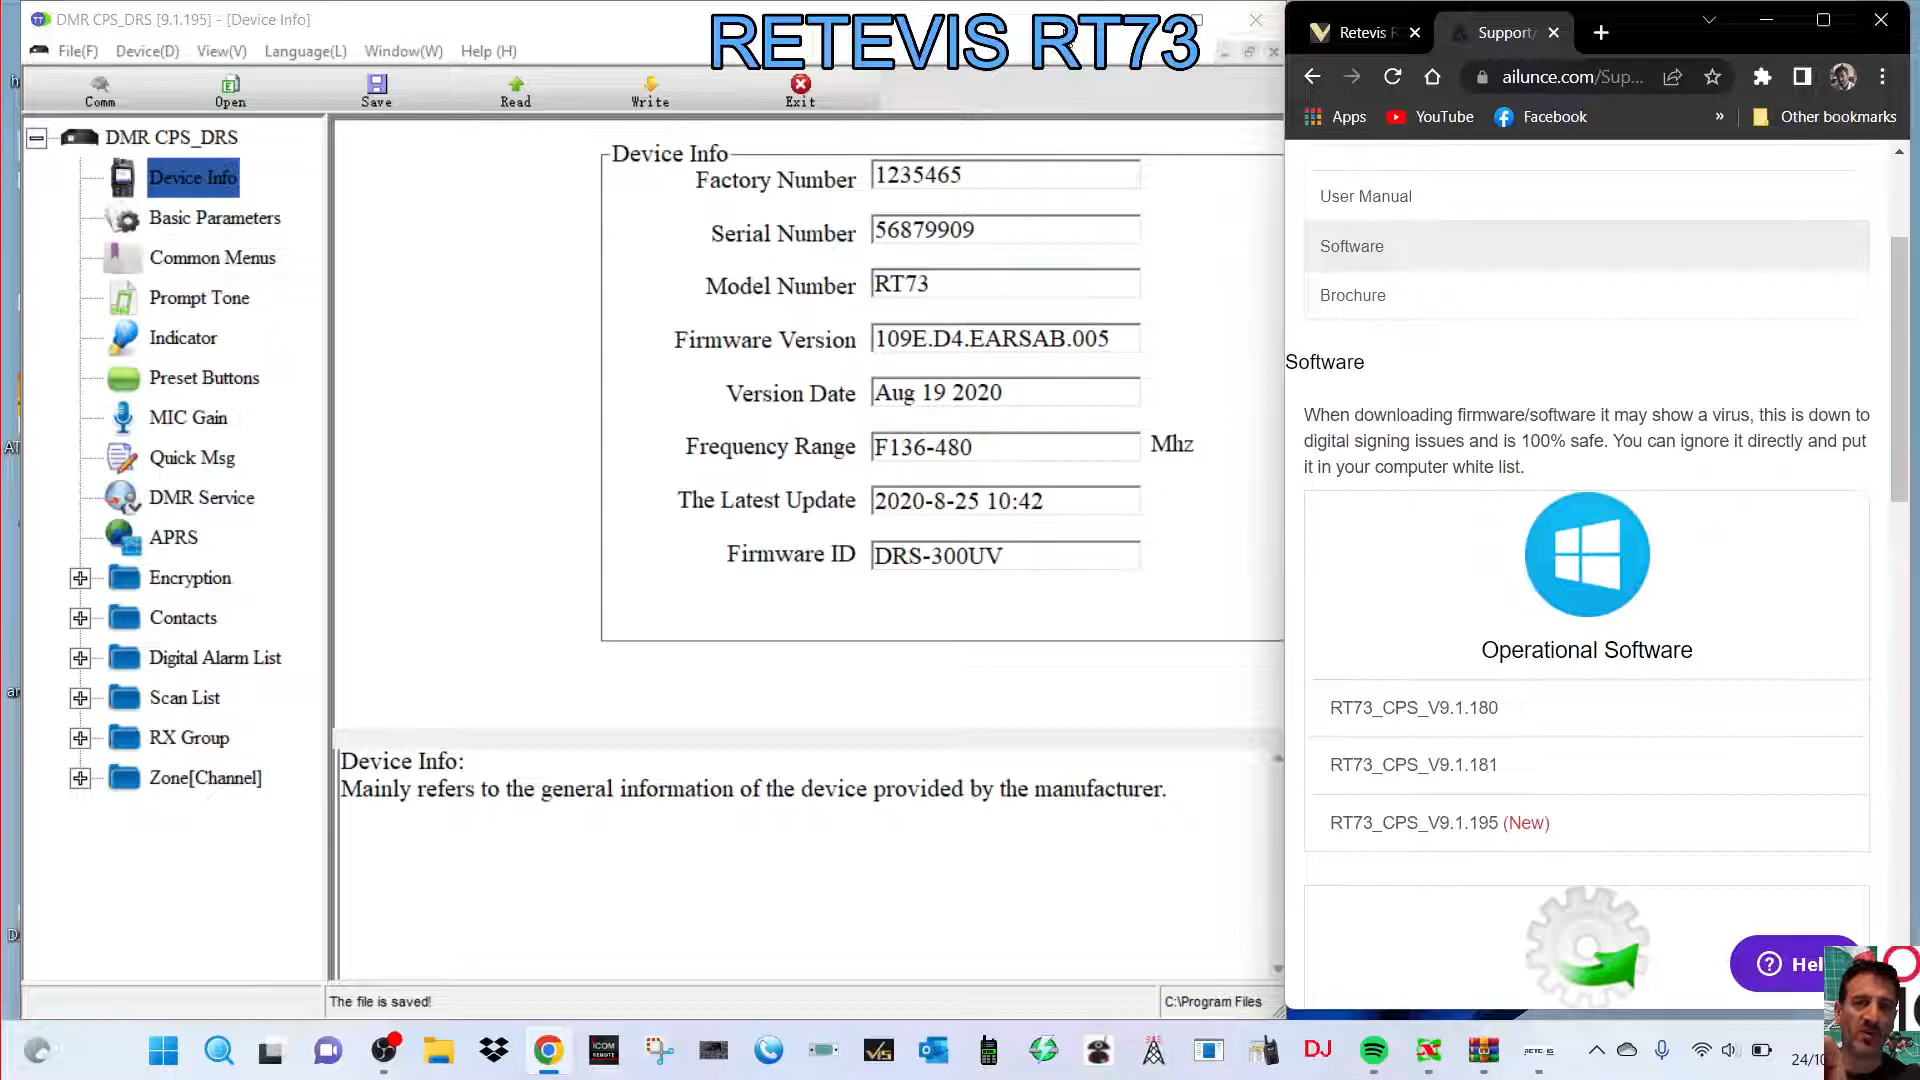 DMR CPS_DRS [9.1.195] - [Device Info]
RETEVIS RT73
File(F) Device(D) View(V) Language(L) Window(W) Help (H)
Comm Open Save Read Write Exit
DMR CPS_DRS
Device Info
Basic Parameters
Common Menus
Prompt Tone
Indicator
Preset Buttons
MIC Gain
Quick Msg
DMR Service
APRS
Encryption
Contacts
Digital Alarm List
Scan List
RX Group
Zone[Channel]
Device Info
Factory Number 1235465
Serial Number 56879909
Model Number RT73
Firmware Version 109E.D4.EARSAB.005
Version Date Aug 19 2020
Frequency Range F136-480 Mhz
The Latest Update 2020-8-25 10:42
Firmware ID DRS-300UV
Device Info:
Mainly refers to the general information of the device provided by the manufacturer.
The file is saved! C:\Program Files
Retevis R Support/
ailunce.com/Sup...
Apps YouTube Facebook » Other bookmarks
User Manual
Software
Brochure
Software
When downloading firmware/software it may show a virus, this is down to
digital signing issues and is 100% safe. You can ignore it directly and put
it in your computer white list.
Operational Software
RT73_CPS_V9.1.180
RT73_CPS_V9.1.181
RT73_CPS_V9.1.195 (New)
Hel
ICOM
REMOTE
DJ
24/10